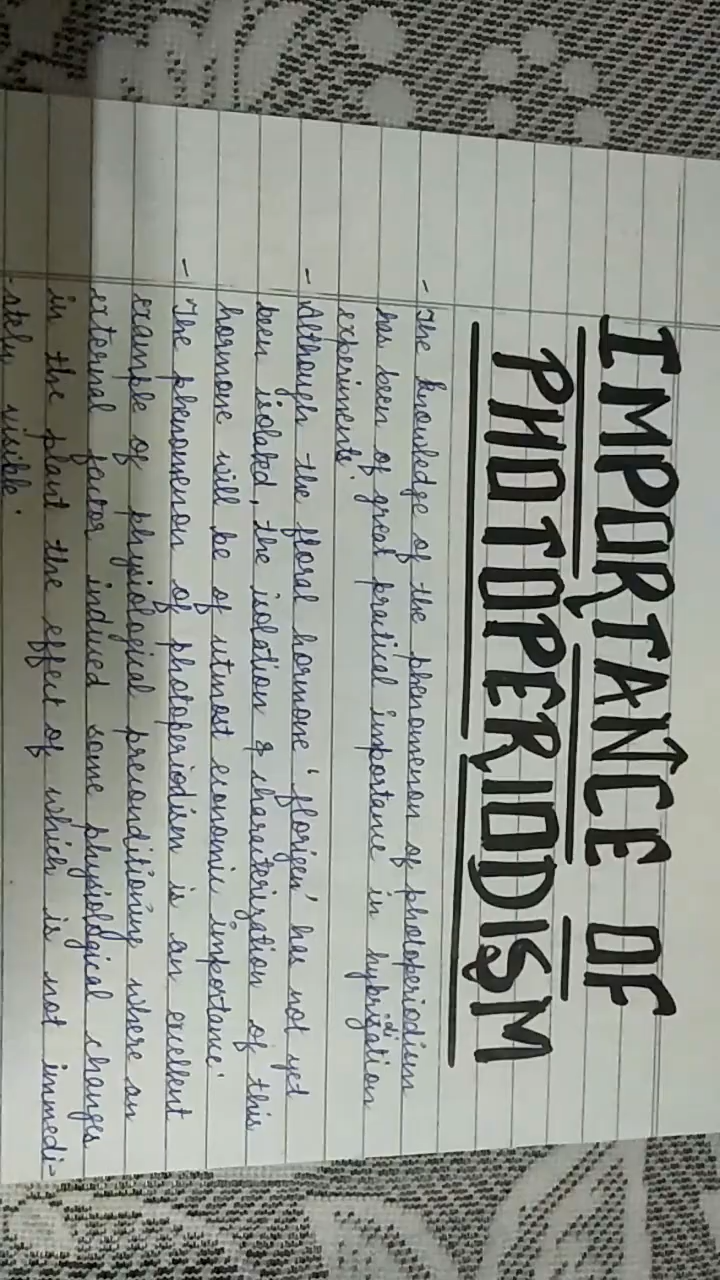 IMPORTANCE OF
PHOTOPERIODISM
- The knowledge of the phenomenon of photoperiodism
has been of great pratical importance in hybridization
experiments.
- Although the floral hormone 'florigen' has not yet
been isolated, the isolation & characterization of this
hormone will be of utmost economic importance.
- The phenomenon of photoperiodism is an excellent
example of physiological preconditioning where an
external factor induced some physiological changes
in the plant the effect of which is not immedi-
-ately visible.